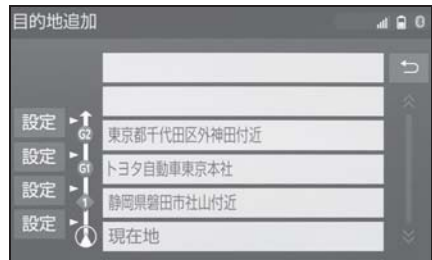 目的地追加
設定
G2
東京都千代田区外神田付近
設定
G1
トヨタ自動車東京本社
設定
1
静岡県磐田市社山付近
設定
現在地